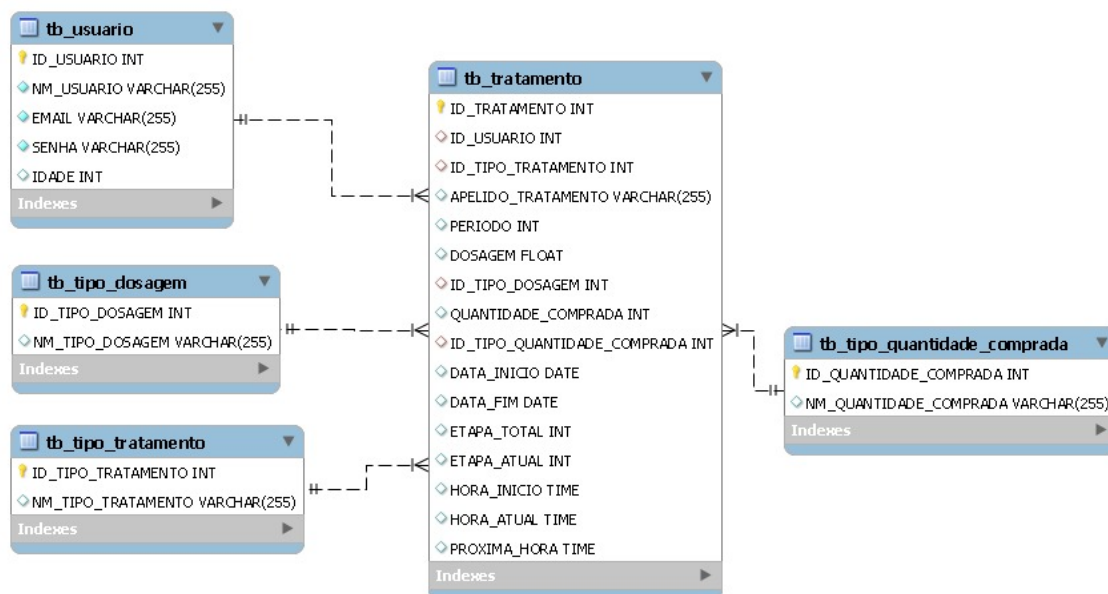 tb_usuario
ID_USUARIO INT
NM_USUARIO VARCHAR(255)
EMAIL VARCHAR(255)
SENHA VARCHAR(255)
IDADE INT
Indexes
tb_tipo_dosagem
ID_TIPO_DOSAGEM INT
NM_TIPO_DOSAGEM VARCHAR(255)
Indexes
tb_tipo_tratamento
ID_TIPO_TRATAMENTO INT
NM_TIPO_TRATAMENTO VARCHAR(255)
Indexes
tb_tratamento
ID_TRATAMENTO INT
ID_USUARIO INT
ID_TIPO_TRATAMENTO INT
APELIDO_TRATAMENTO VARCHAR(255)
PERIODO INT
DOSAGEM FLOAT
ID_TIPO_DOSAGEM INT
QUANTIDADE_COMPRADA INT
ID_TIPO_QUANTIDADE_COMPRADA INT
DATA_INICIO DATE
DATA_FIM DATE
ETAPA_TOTAL INT
ETAPA_ATUAL INT
HORA_INICIO TIME
HORA_ATUAL TIME
PROXIMA_HORA TIME
Indexes
tb_tipo_quantidade_comprada
ID_QUANTIDADE_COMPRADA INT
NM_QUANTIDADE_COMPRADA VARCHAR(255)
Indexes